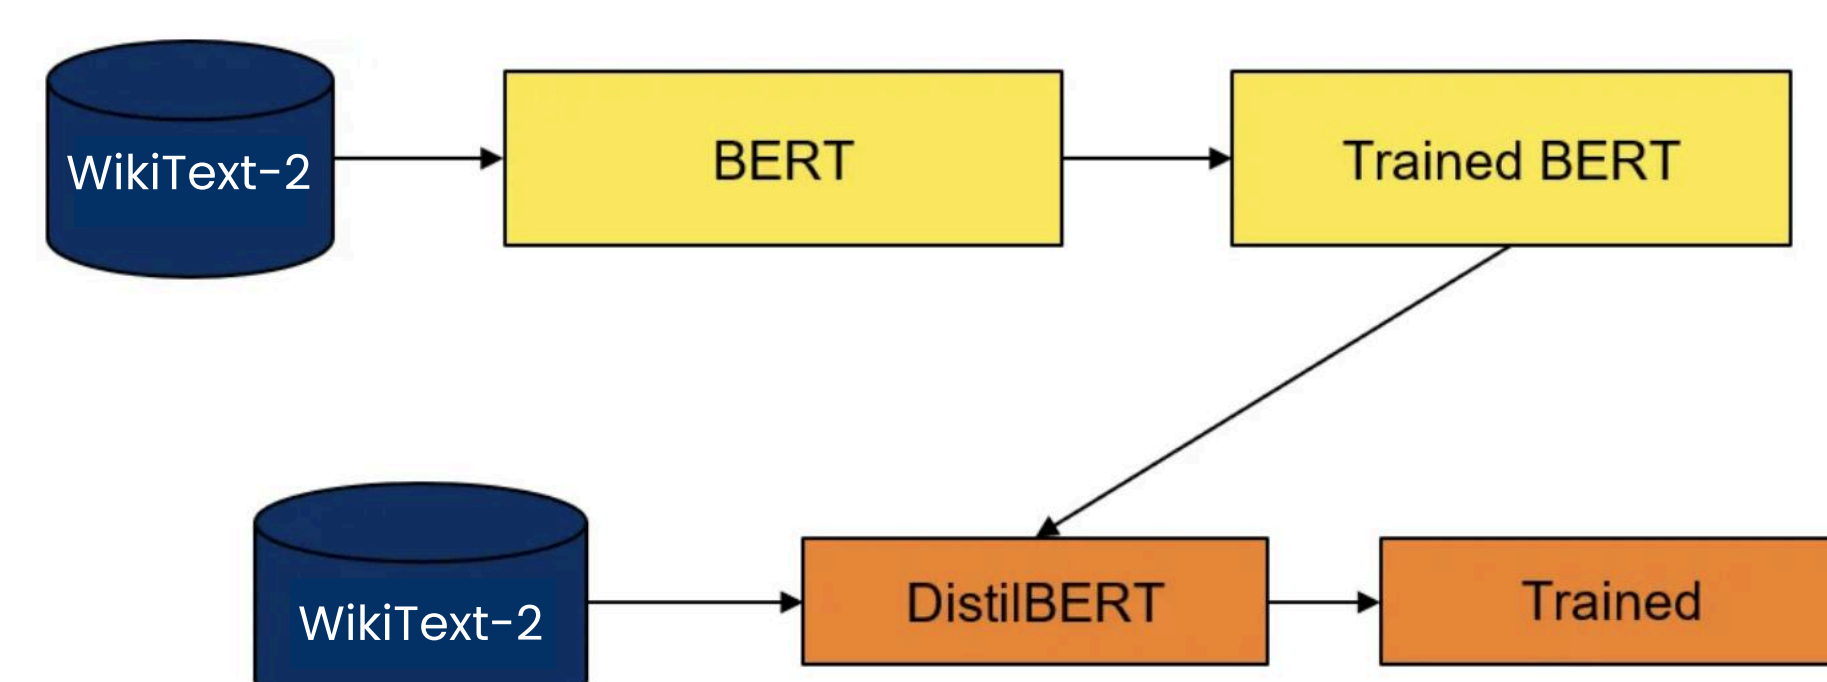 WikiText-2
BERT
Trained BERT
WikiText-2
DistilBERT
Trained